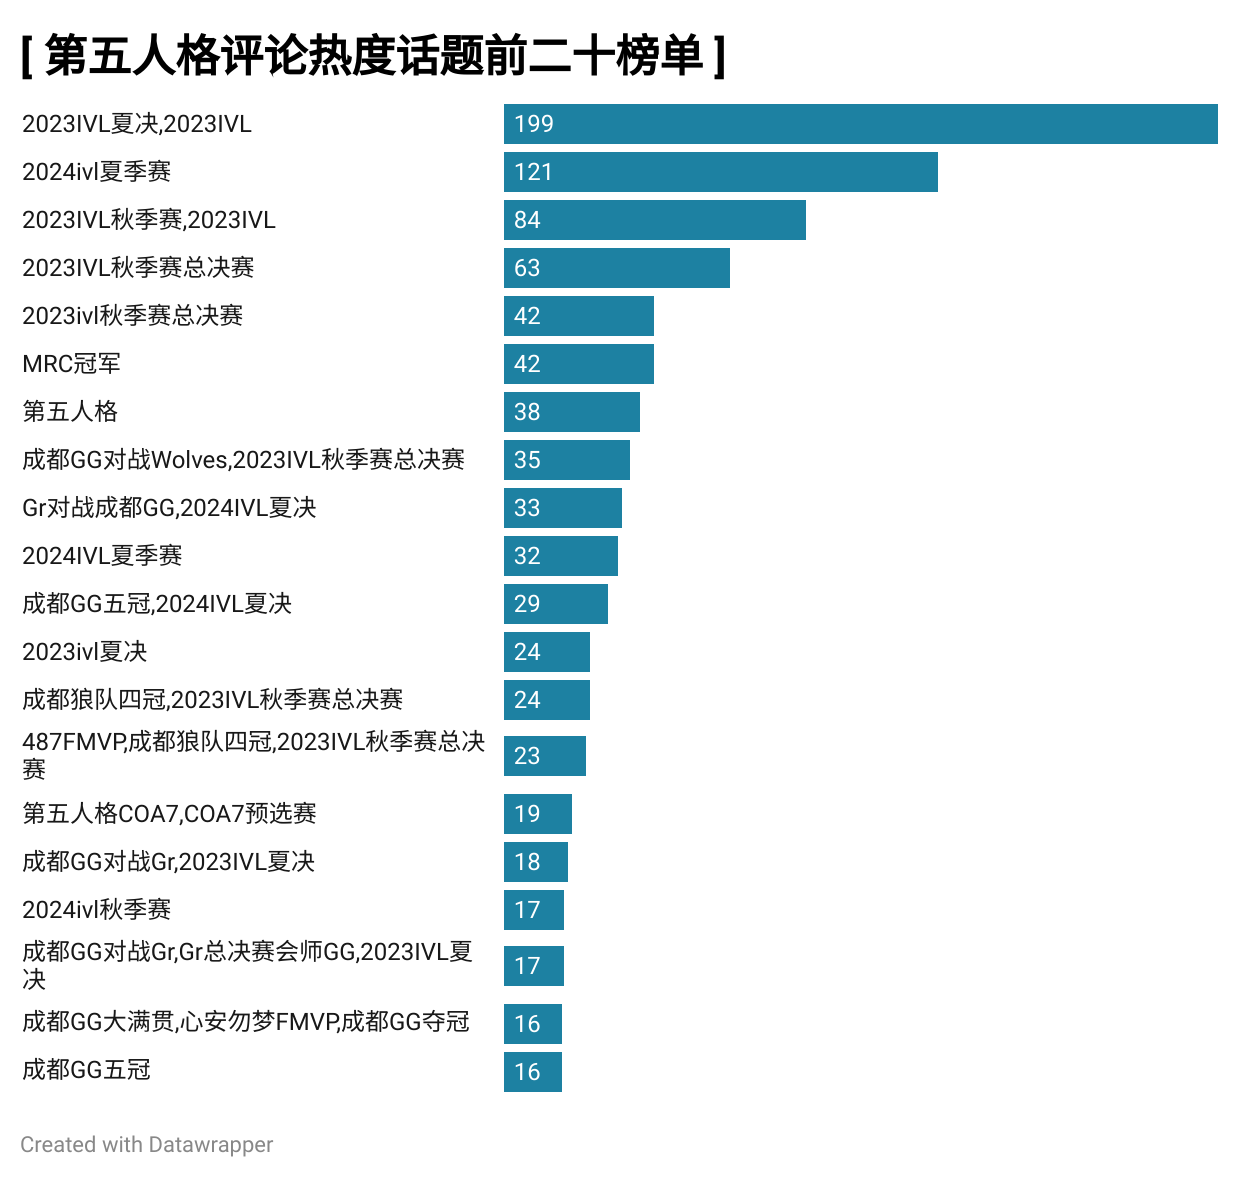 [ 第五人格评论热度话题前二十榜单 ]
2023IVL夏决,2023IVL 199
2024ivl夏季赛 121
2023IVL秋季赛,2023IVL 84
2023IVL秋季赛总决赛 63
2023ivl秋季赛总决赛 42
MRC冠军 42
第五人格 38
成都GG对战Wolves,2023IVL秋季赛总决赛 35
Gr对战成都GG,2024IVL夏决 33
2024IVL夏季赛 32
成都GG五冠,2024IVL夏决 29
2023ivl夏决 24
成都狼队四冠,2023IVL秋季赛总决赛 24
487FMVP,成都狼队四冠,2023IVL秋季赛总决
赛 23
第五人格COA7,COA7预选赛 19
成都GG对战Gr,2023IVL夏决 18
2024ivl秋季赛 17
成都GG对战Gr,Gr总决赛会师GG,2023IVL夏
决 17
成都GG大满贯,心安勿梦FMVP,成都GG夺冠 16
成都GG五冠 16
Created with Datawrapper